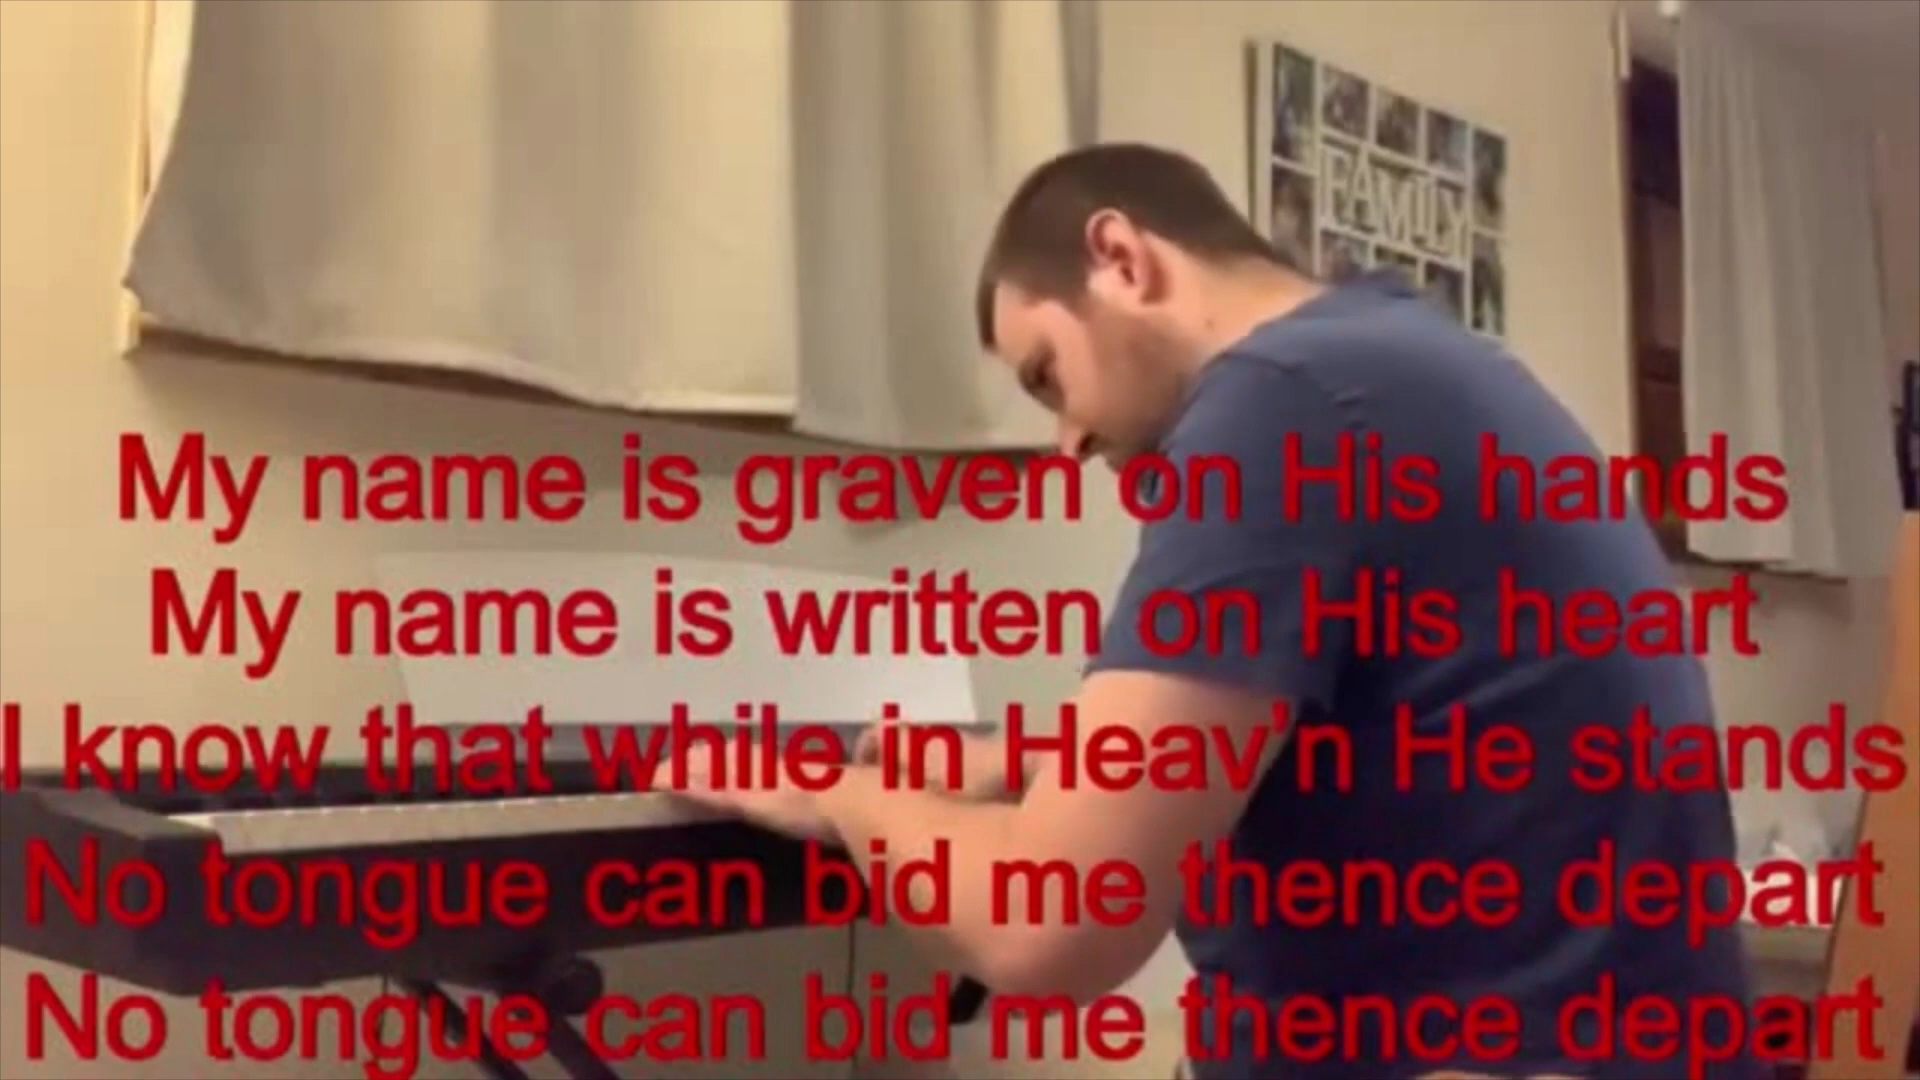 FAMILY
My name is graven on His hands
My name is written on His heart
I know that while in Heav'n He stands
No tongue can bid me thence depart
No tongue can bid me thence depart